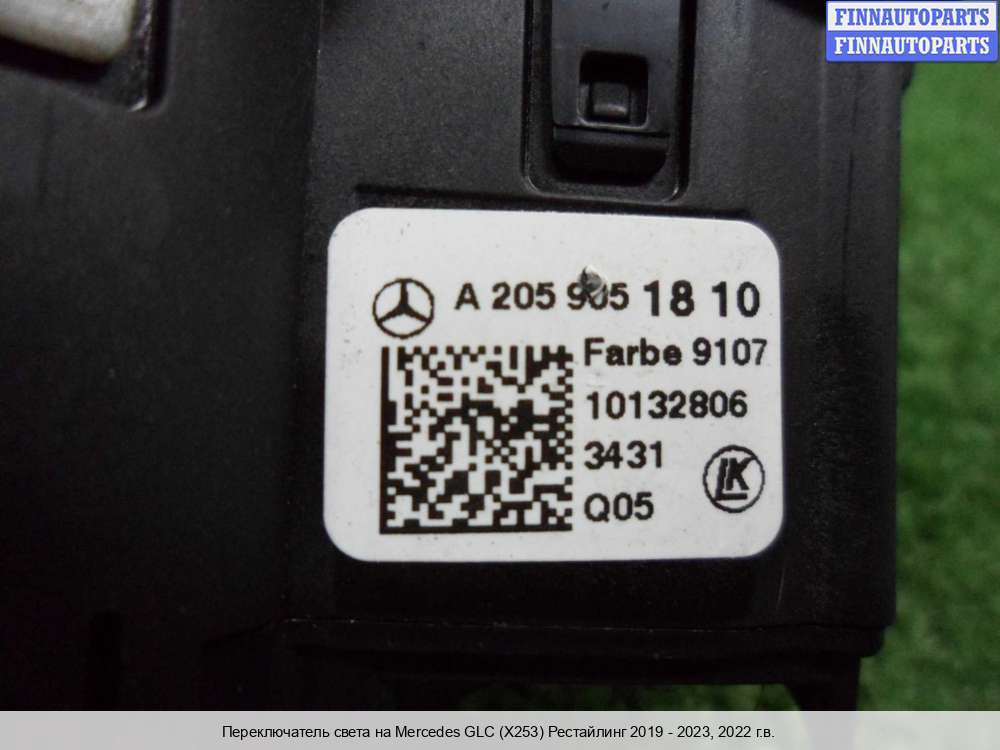 FINNAUTOPARTS
FINNAUTOPARTS
A 205 905 18 10
Farbe 9107
10132806
3431
LK
Q05
Переключатель света на Mercedes GLC (X253) Рестайлинг 2019 - 2023, 2022 г.в.